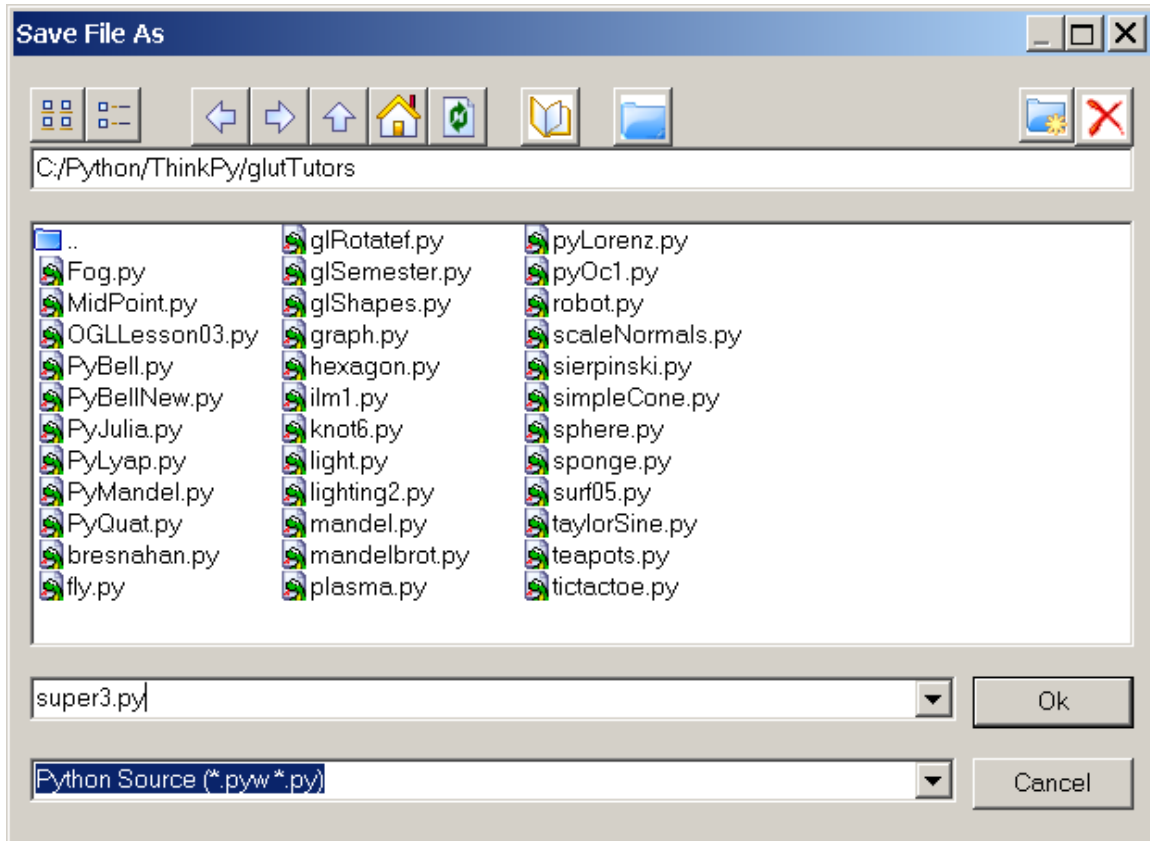 Save File As
C:/Python/ThinkPy/glutTutors
..
Fog.py
MidPoint.py
OGLLesson03.py
PyBell.py
PyBellNew.py
PyJulia.py
PyLyap.py
PyMandel.py
PyQuat.py
bresnahan.py
fly.py
glRotatef.py
glSemester.py
glShapes.py
graph.py
hexagon.py
ilm1.py
knot6.py
light.py
lighting2.py
mandel.py
mandelbrot.py
plasma.py
pyLorenz.py
pyOc1.py
robot.py
scaleNormals.py
sierpinski.py
simpleCone.py
sphere.py
sponge.py
surf05.py
taylorSine.py
teapots.py
tictactoe.py
super3.py
Ok
Python Source (*.pyw *.py)
Cancel